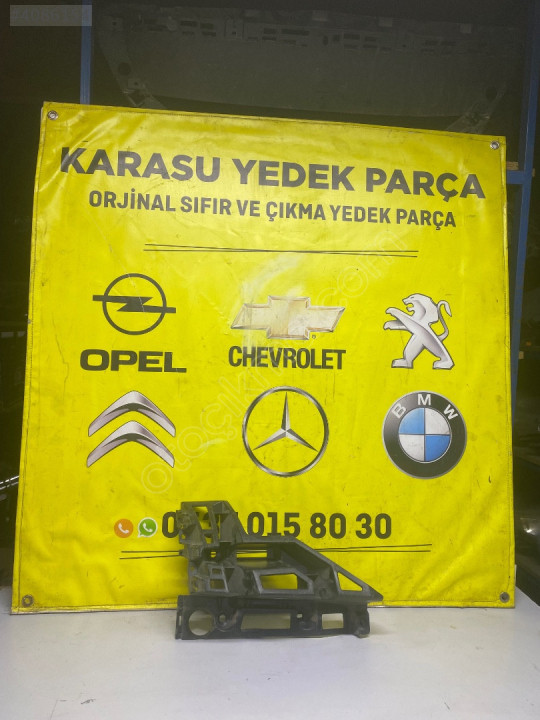 KARASU YEDEK PARÇA
ORJİNAL SIFIR VE ÇIKMA YEDEK PARÇA
OPEL
CHEVROLET
BMW
015 80 30